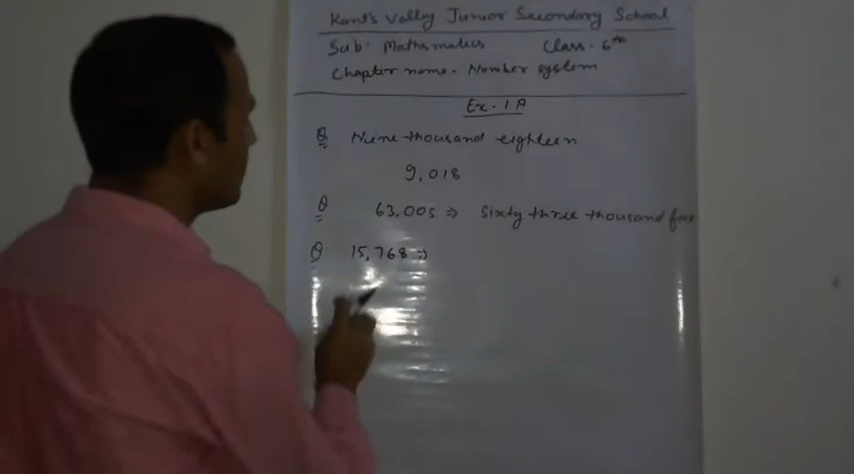 Kant's Valley Junior Secondary School
Sub: Mathematics Class- 6th
Chapter name- Number system
Ex. 1A
Q Nine thousand eighteen
9,018
Q 63,005 => Sixty three thousand five
Q 15,768 =>